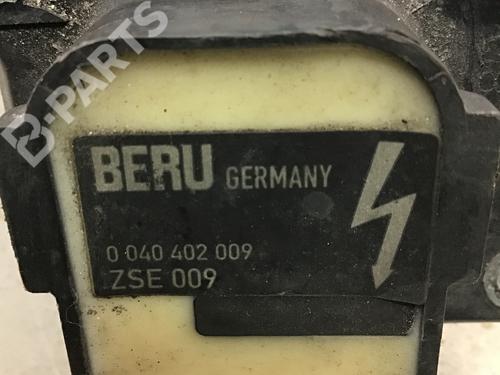 B-PARTS
BERU GERMANY
0 040 402 009
ZSE 009